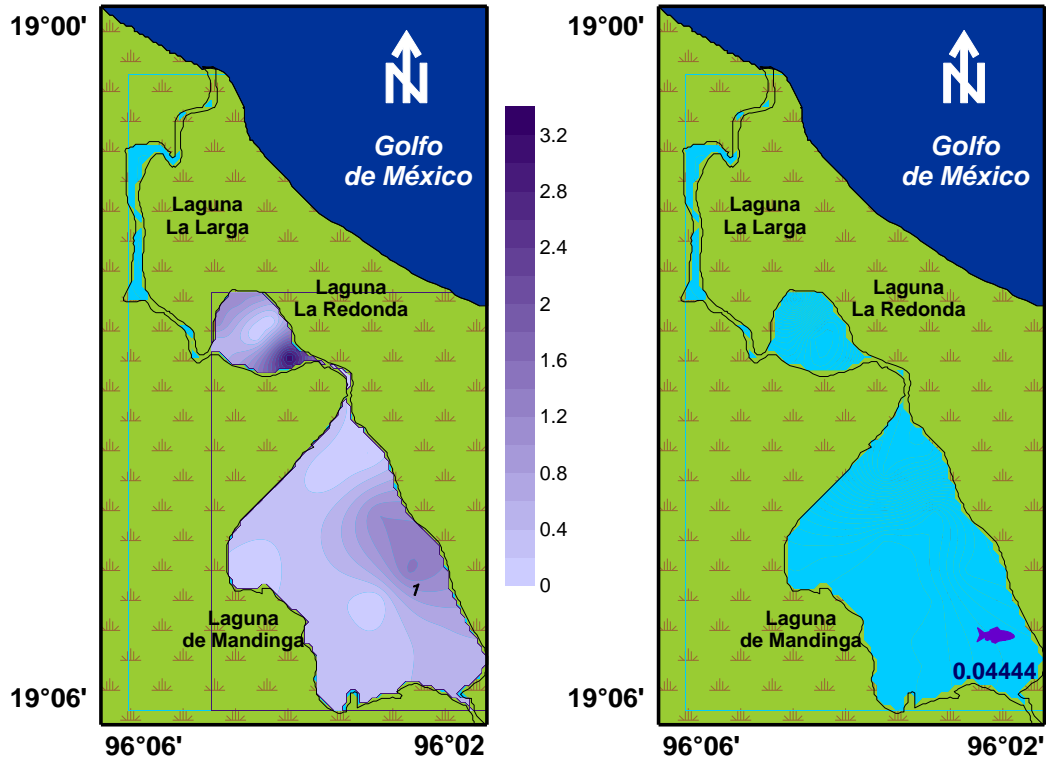 19°00'
N
Golfo
de México
Laguna
La Larga
Laguna
La Redonda
1
Laguna
de Mandinga
19°06'
96°06'
96°02
3.2
2.8
2.4
2
1.6
1.2
0.8
0.4
0
19°00'
N
Golfo
de México
Laguna
La Larga
Laguna
La Redonda
Laguna
de Mandinga
0.04444
19°06'
96°06'
96°02'